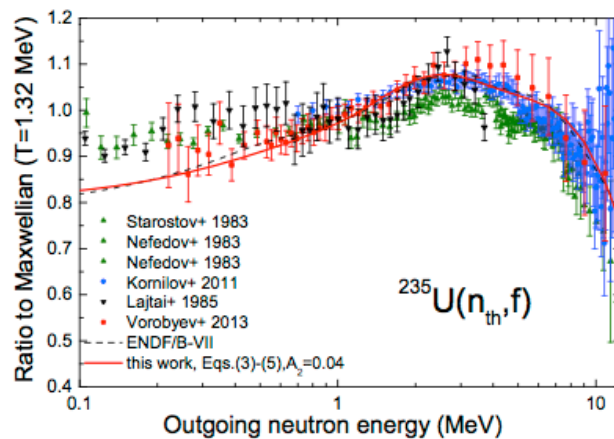 Ratio to Maxwellian (T=1.32 MeV)
1.2
1.1
1.0
0.9
0.8
0.7
0.6
0.5
0.4
Starostov+ 1983
Nefedov+ 1983
Nefedov+ 1983
Kornilov+ 2011
Lajtai+ 1985
Vorobyev+ 2013
ENDF/B-VII
this work, Eqs.(3)-(5),A₂=0.04
²³⁵U(nₜₕ,f)
0.1 1 10
Outgoing neutron energy (MeV)